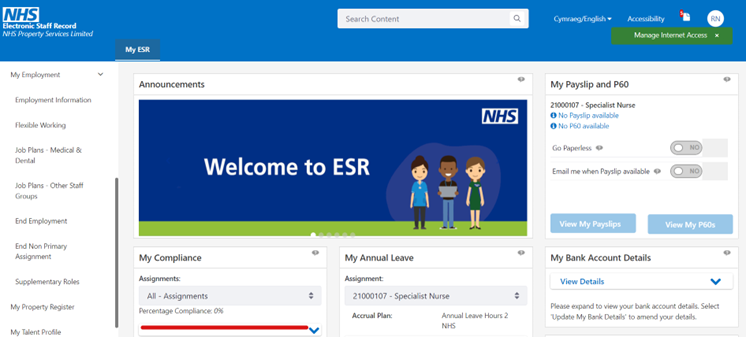 NHS
Electronic Staff Record
NHS Property Services Limited
Search Content
Cymraeg/English
Accessibility
RN
Manage Internet Access ×
My ESR
My Employment
Employment Information
Flexible Working
Job Plans - Medical &
Dental
Job Plans - Other Staff
Groups
End Employment
End Non Primary
Assignment
Supplementary Roles
My Property Register
My Talent Profile
Announcements
NHS
Welcome to ESR
My Payslip and P60
21000107 - Specialist Nurse
No Payslip available
No P60 available
Go Paperless
NO
Email me when Payslip available
NO
View My Payslips
View My P60s
My Compliance
Assignments:
All - Assignments
Percentage Compliance: 0%
My Annual Leave
Assignment:
21000107 - Specialist Nurse
Accrual Plan:
Annual Leave Hours 2
NHS
My Bank Account Details
View Details
Please expand to view your bank account details. Select
'Update My Bank Details' to amend your details.